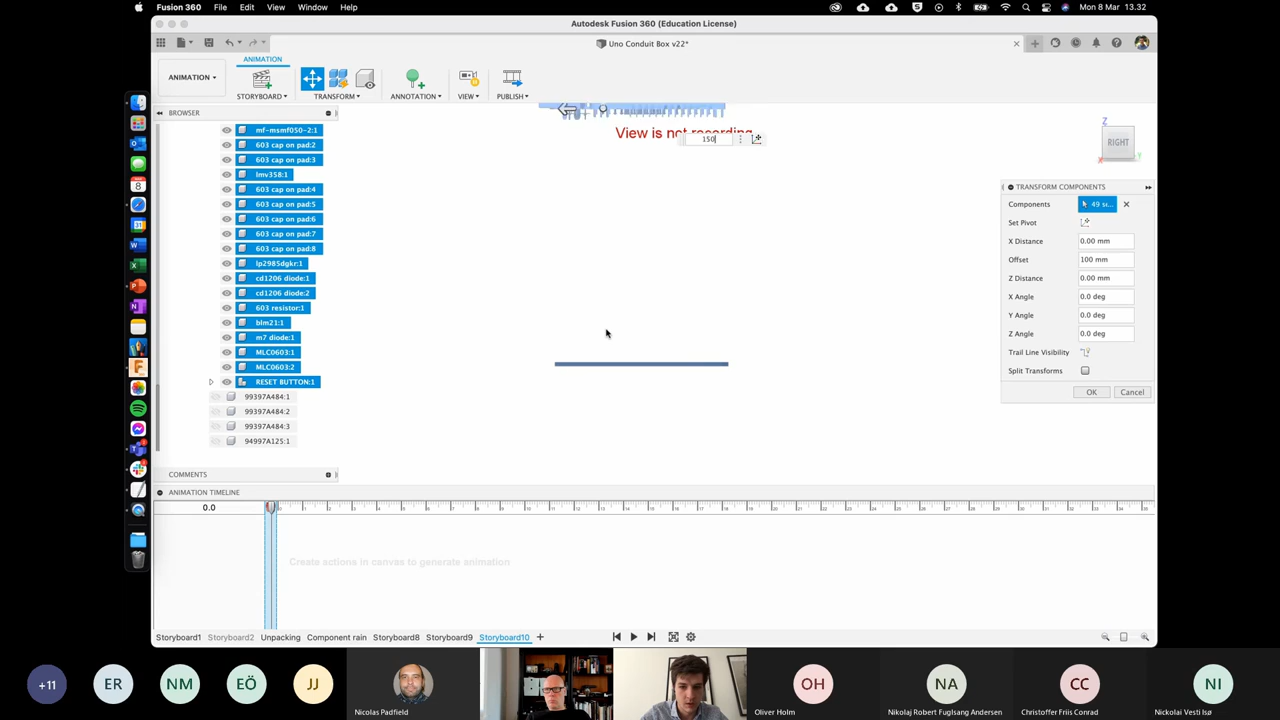 Fusion 360 File Edit View Window Help
Mon 8 Mar 13.32
Autodesk Fusion 360 (Education License)
Uno Conduit Box v22*
ANIMATION
ANIMATION
STORYBOARD TRANSFORM ANNOTATION VIEW PUBLISH
BROWSER
View is not recording
150
RIGHT
Z
X
Y
mf-msmf050-2:1
603 cap on pad:2
603 cap on pad:3
lmv358:1
603 cap on pad:4
603 cap on pad:5
603 cap on pad:6
603 cap on pad:7
603 cap on pad:8
lp2985dgkr:1
cd1206 diode:1
cd1206 diode:2
603 resistor:1
blm21:1
m7 diode:1
MLC0603:1
MLC0603:2
RESET BUTTON:1
99397A484:1
99397A484:2
99397A484:3
94997A125:1
TRANSFORM COMPONENTS
Components 49 se...
Set Pivot
X Distance 0.00 mm
Offset 100 mm
Z Distance 0.00 mm
X Angle 0.0 deg
Y Angle 0.0 deg
Z Angle 0.0 deg
Trail Line Visibility
Split Transforms
OK Cancel
COMMENTS
ANIMATION TIMELINE
0.0
Create actions in canvas to generate animation
Storyboard1 Storyboard2 Unpacking Component rain Storyboard8 Storyboard9 Storyboard10
+11 ER NM EÖ JJ OH NA CC NI
Nicolas Padfield
Oliver Holm
Nikolaj Robert Fuglsang Andersen
Christoffer Friis Conrad
Nickolai Vesti Isø